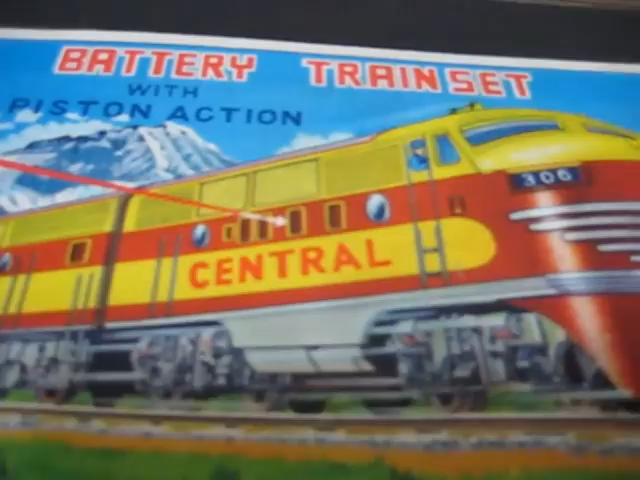 BATTERY TRAIN SET
WITH
PISTON ACTION
306
CENTRAL